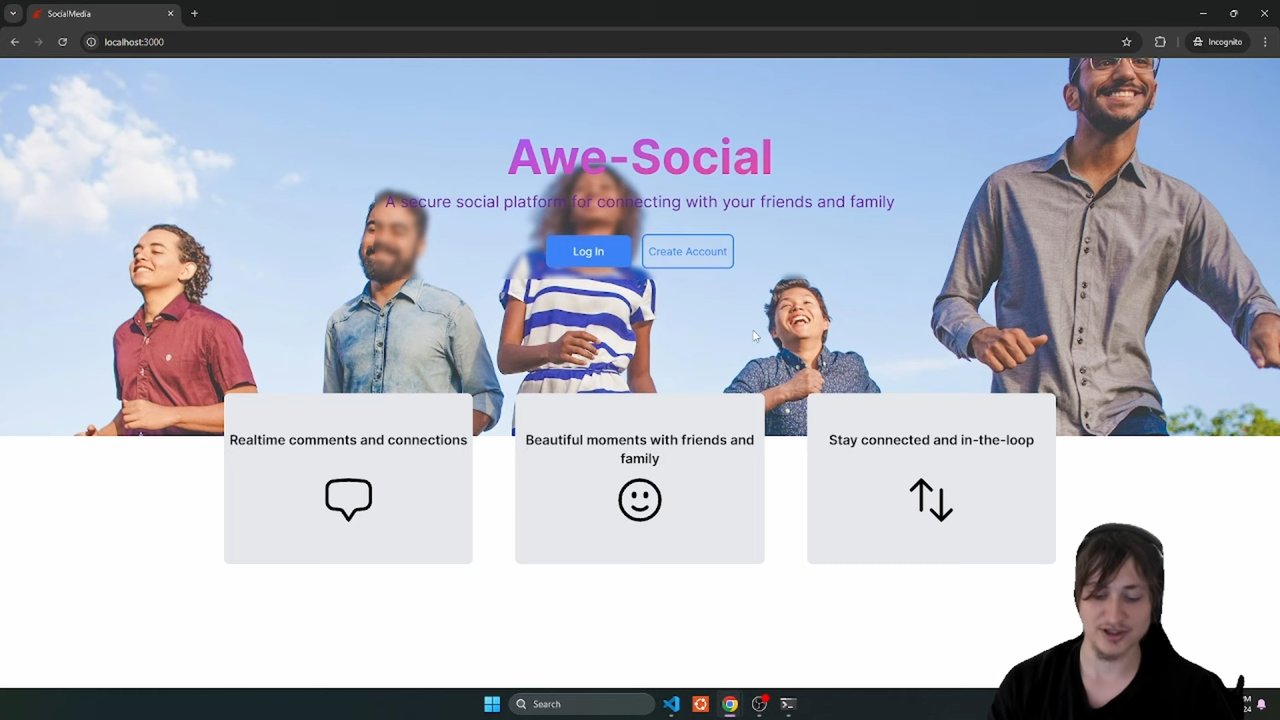 SocialMedia
localhost:3000
Incognito
Awe-Social
A secure social platform for connecting with your friends and family
Log In
Create Account
Realtime comments and connections
Beautiful moments with friends and
family
Stay connected and in-the-loop
Search